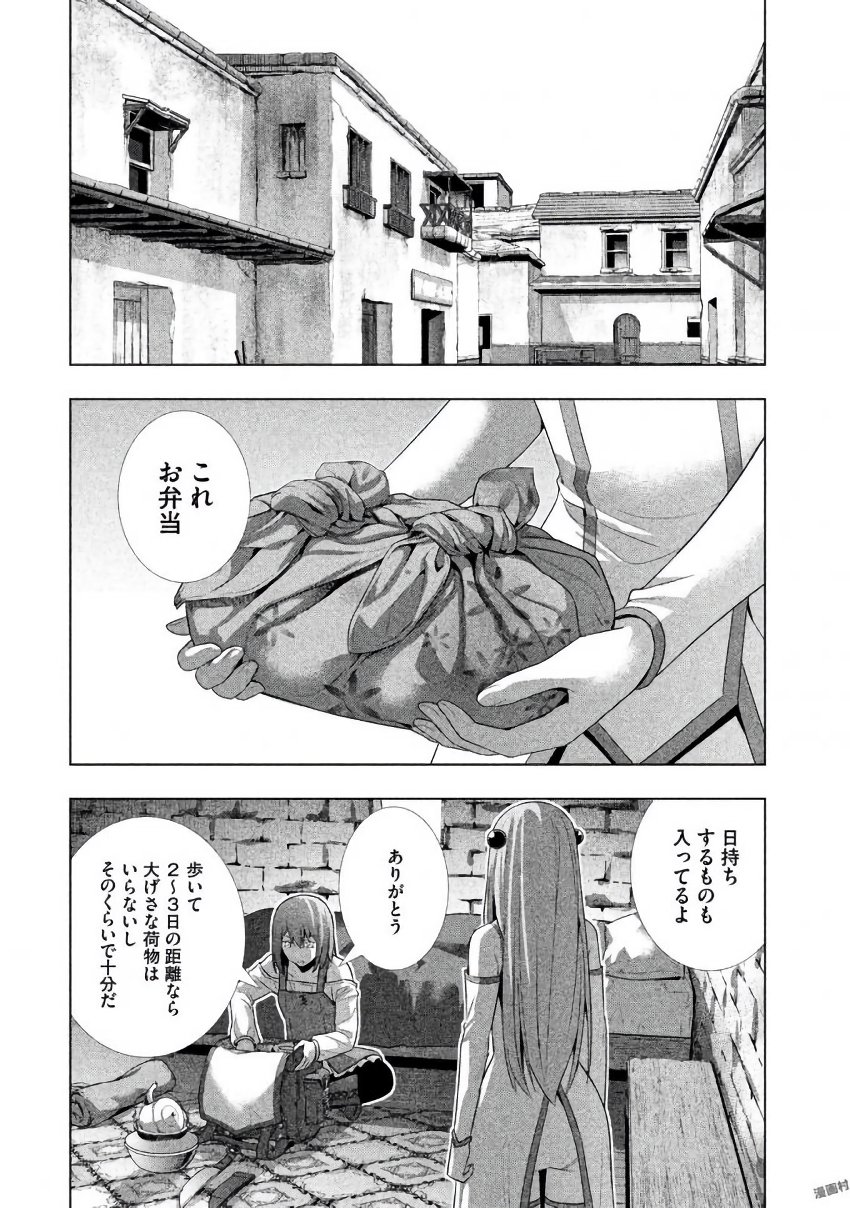 これ
お弁当
日持ち
するものも
入ってるよ
ありがとう
歩いて
2～3日の距離なら
大げさな荷物は
いらないし
そのくらいで十分だ
漫画村